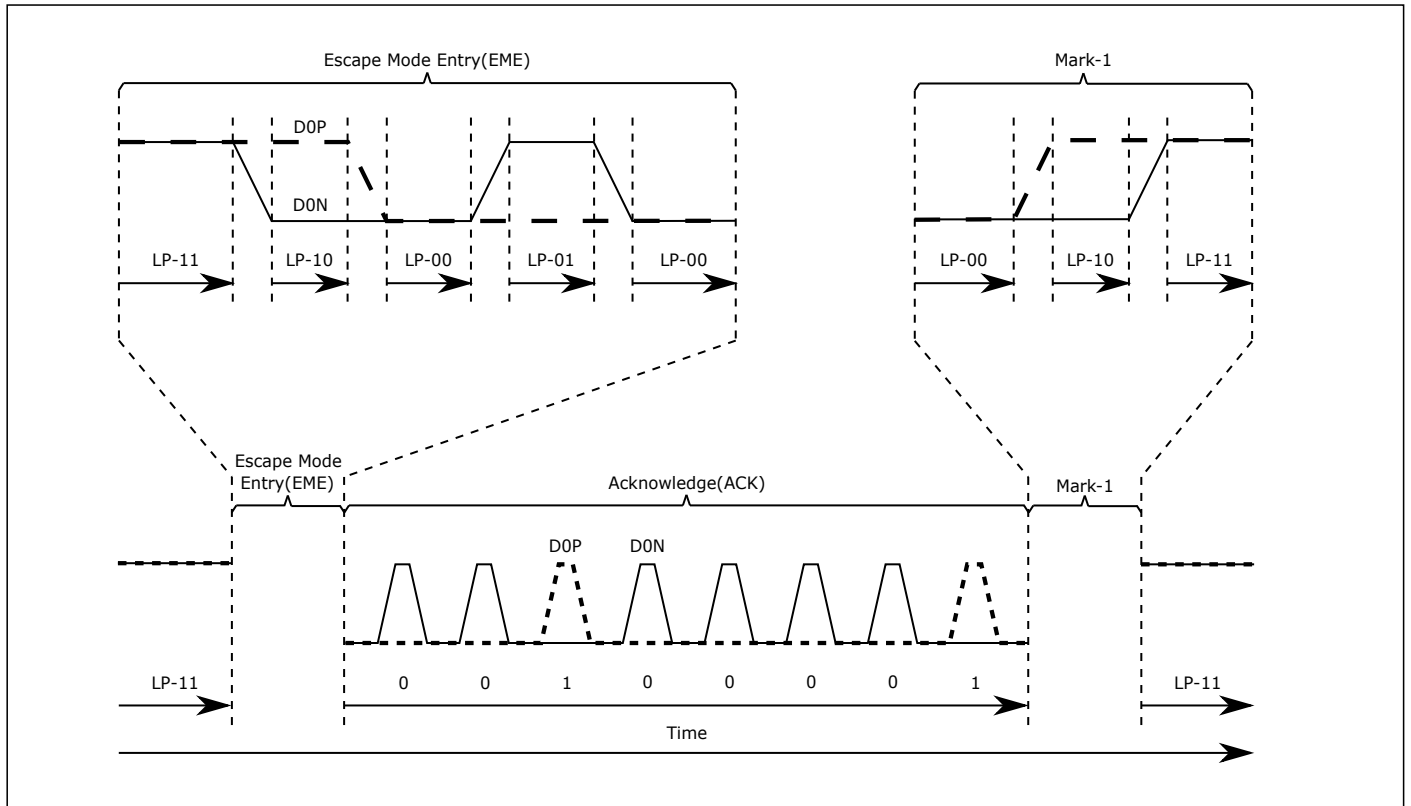 Escape Mode Entry(EME)
Mark-1
D0P
D0N
LP-11 LP-10 LP-00 LP-01 LP-00
LP-00 LP-10 LP-11
Escape Mode
Entry(EME)
Acknowledge(ACK)
Mark-1
D0P D0N
LP-11 0 0 1 0 0 0 0 1 LP-11
Time